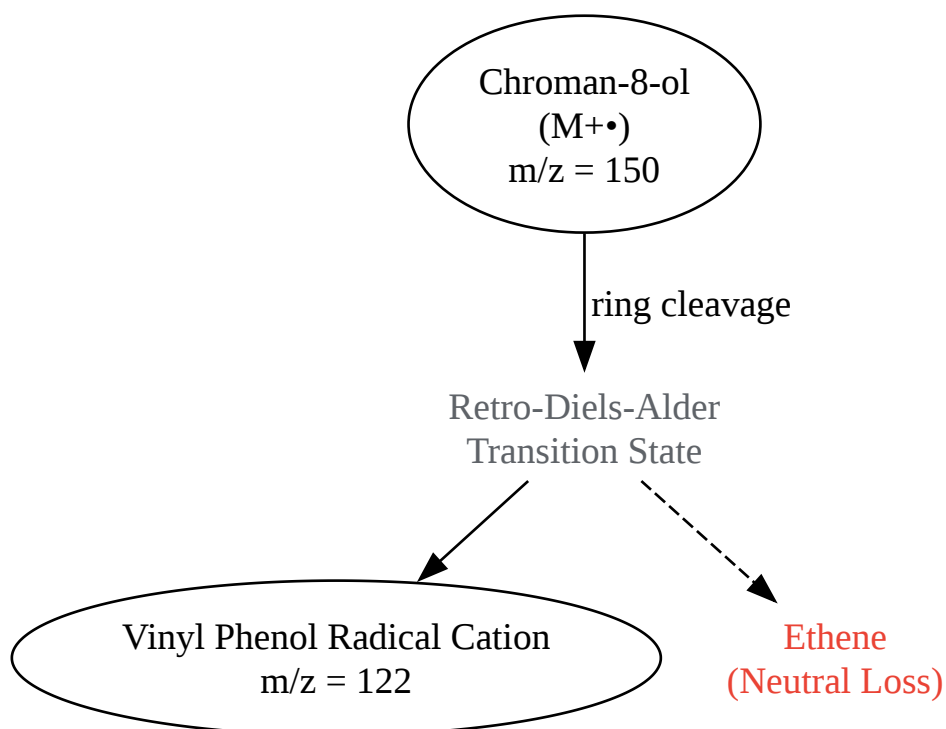 Chroman-8-ol
(M+•)
m/z = 150
ring cleavage
Retro-Diels-Alder
Transition State
Vinyl Phenol Radical Cation
m/z = 122
Ethene
(Neutral Loss)